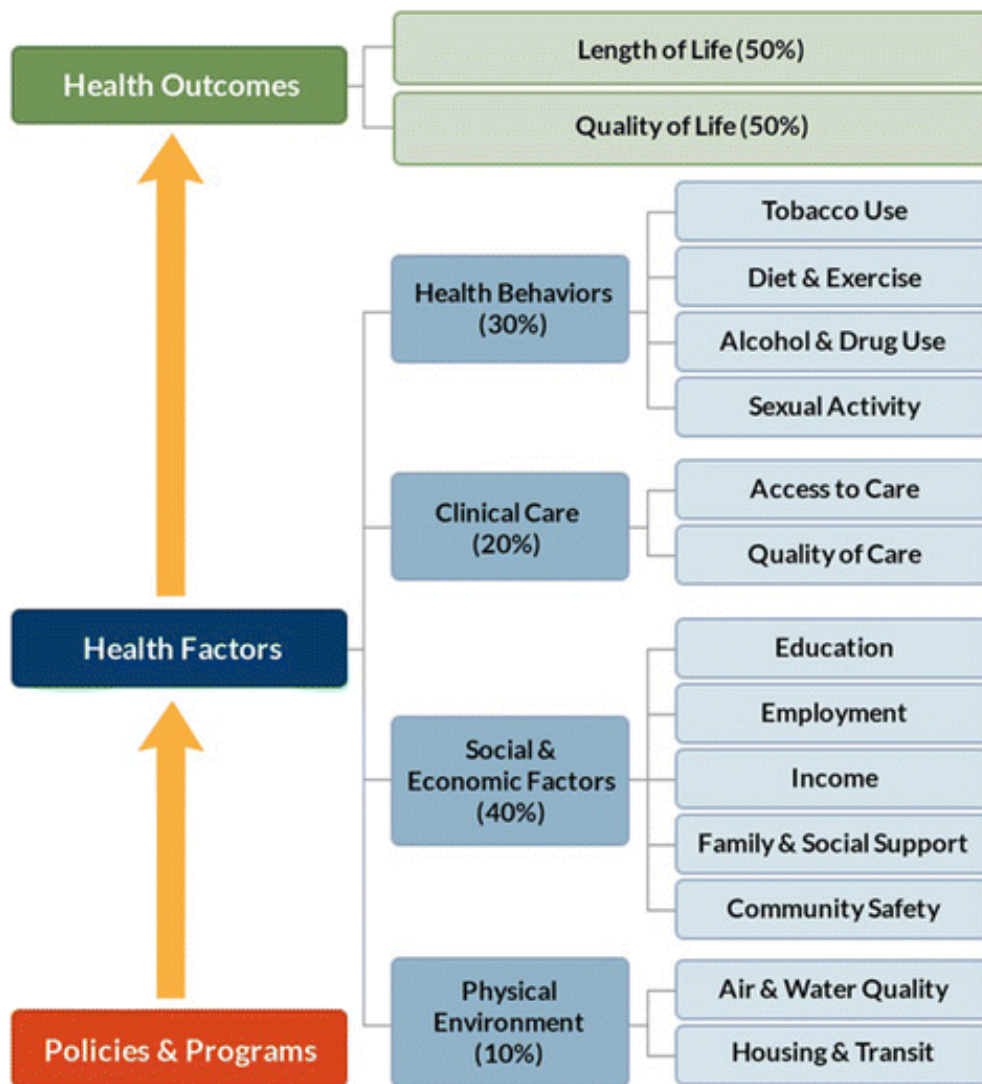 Health Outcomes
Length of Life (50%)
Quality of Life (50%)
Health Factors
Health Behaviors
(30%)
Tobacco Use
Diet & Exercise
Alcohol & Drug Use
Sexual Activity
Clinical Care
(20%)
Access to Care
Quality of Care
Social &
Economic Factors
(40%)
Education
Employment
Income
Family & Social Support
Community Safety
Physical
Environment
(10%)
Air & Water Quality
Housing & Transit
Policies & Programs